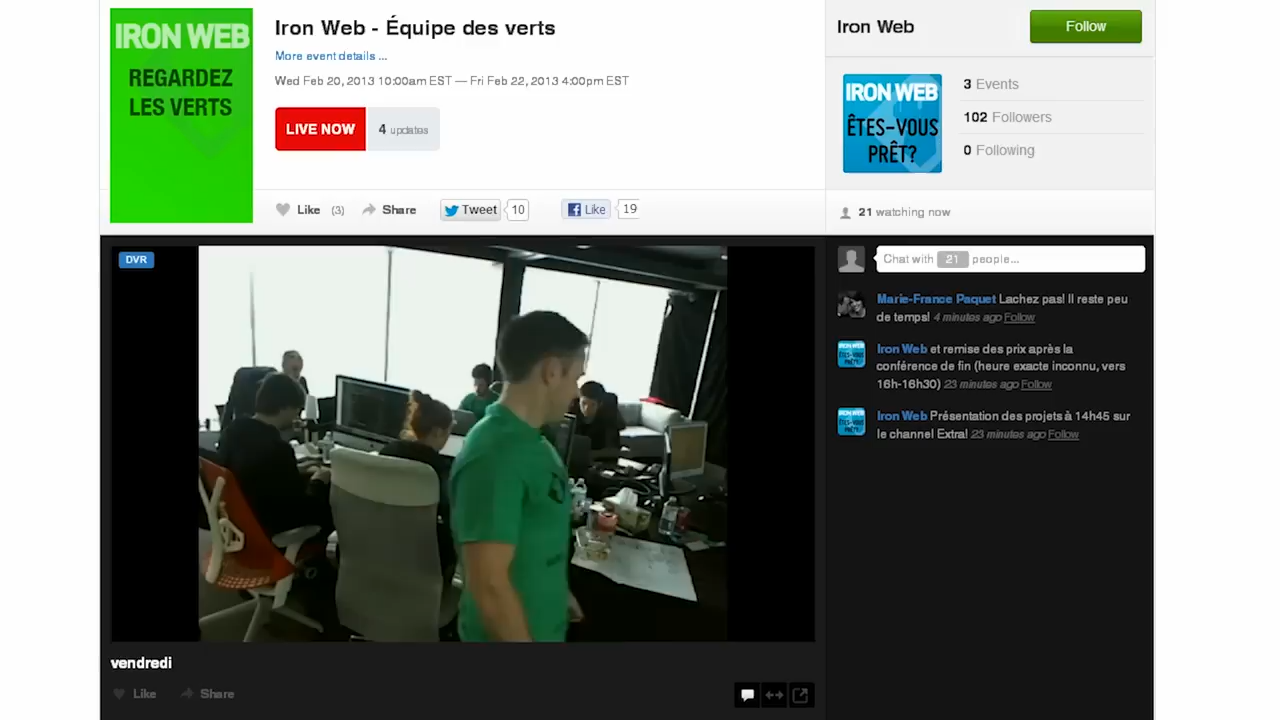 IRON WEB
REGARDEZ
LES VERTS
Iron Web - Équipe des verts
More event details ...
Wed Feb 20, 2013 10:00am EST — Fri Feb 22, 2013 4:00pm EST
LIVE NOW 4 updates
Like (3) Share Tweet 10 Like 19
Iron Web Follow
IRON WEB
ÊTES-VOUS
PRÊT?
3 Events
102 Followers
0 Following
21 watching now
DVR
Chat with 21 people...
Marie-France Paquet Lachez pas! Il reste peu
de temps! 4 minutes ago Follow
Iron Web et remise des prix après la
conférence de fin (heure exacte inconnu, vers
16h-16h30) 23 minutes ago Follow
Iron Web Présentation des projets à 14h45 sur
le channel Extra! 23 minutes ago Follow
vendredi
Like Share